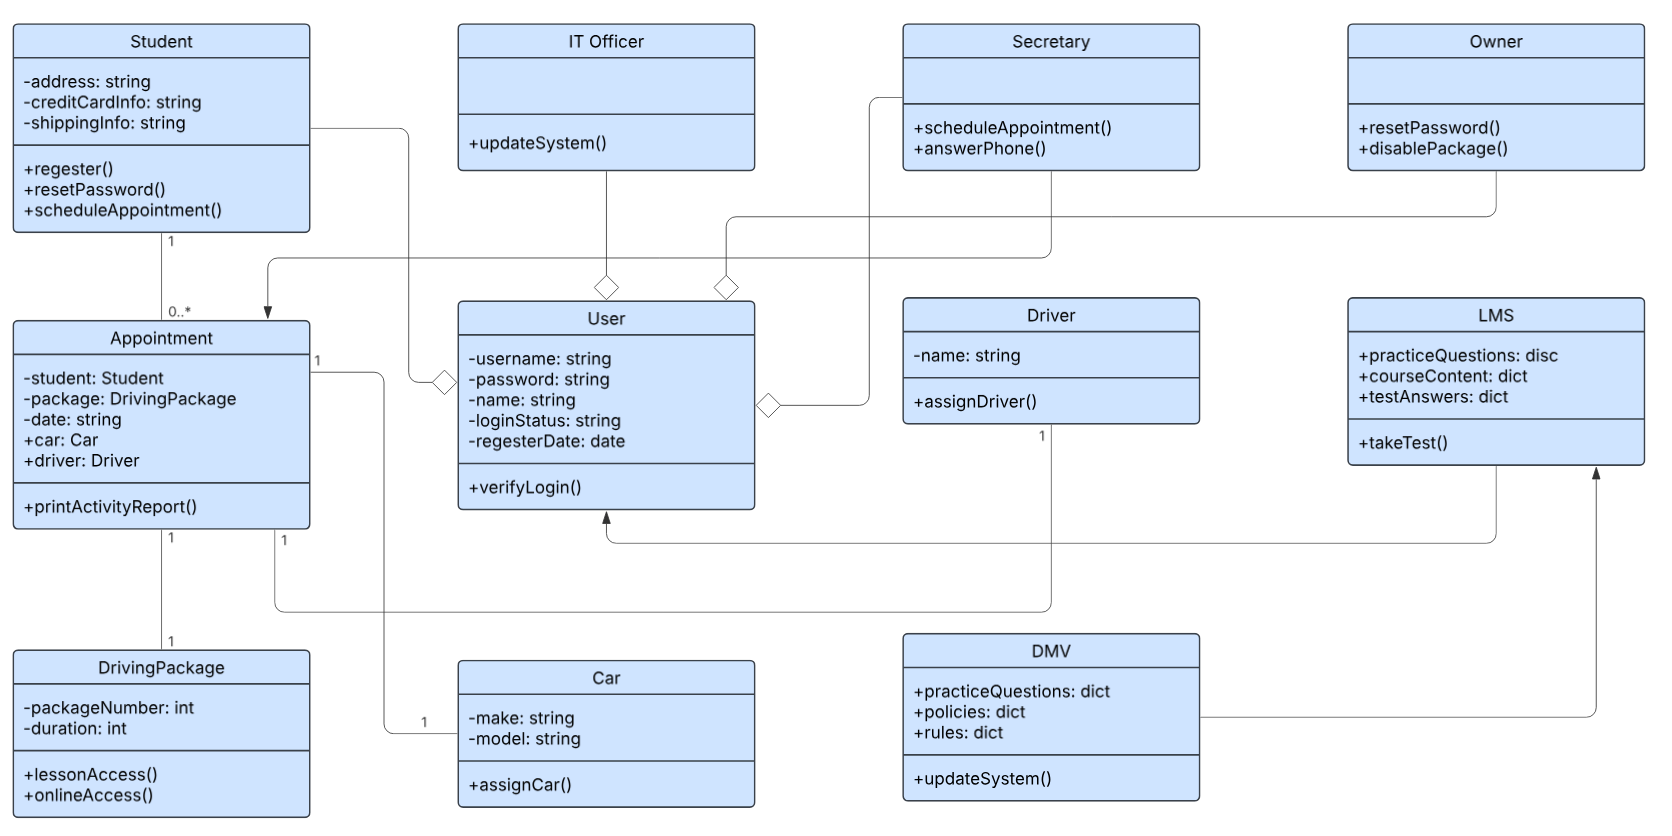 Student
-address: string
-creditCardInfo: string
-shippingInfo: string
+regester()
+resetPassword()
+scheduleAppointment()
IT Officer
+updateSystem()
Secretary
+scheduleAppointment()
+answerPhone()
Owner
+resetPassword()
+disablePackage()
1
0..*
Appointment
-student: Student
-package: DrivingPackage
-date: string
+car: Car
+driver: Driver
+printActivityReport()
1
1
1
User
-username: string
-password: string
-name: string
-loginStatus: string
-regesterDate: date
+verifyLogin()
Driver
-name: string
+assignDriver()
1
LMS
+practiceQuestions: disc
+courseContent: dict
+testAnswers: dict
+takeTest()
1
DrivingPackage
-packageNumber: int
-duration: int
+lessonAccess()
+onlineAccess()
1
Car
-make: string
-model: string
+assignCar()
DMV
+practiceQuestions: dict
+policies: dict
+rules: dict
+updateSystem()